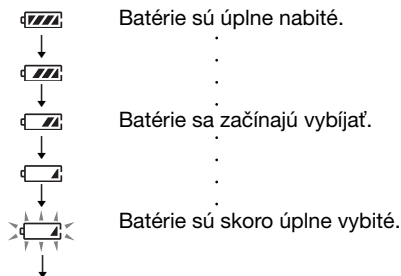 Batérie sú úplne nabité.
Batérie sa začínajú vybíjať.
Batérie sú skoro úplne vybité.